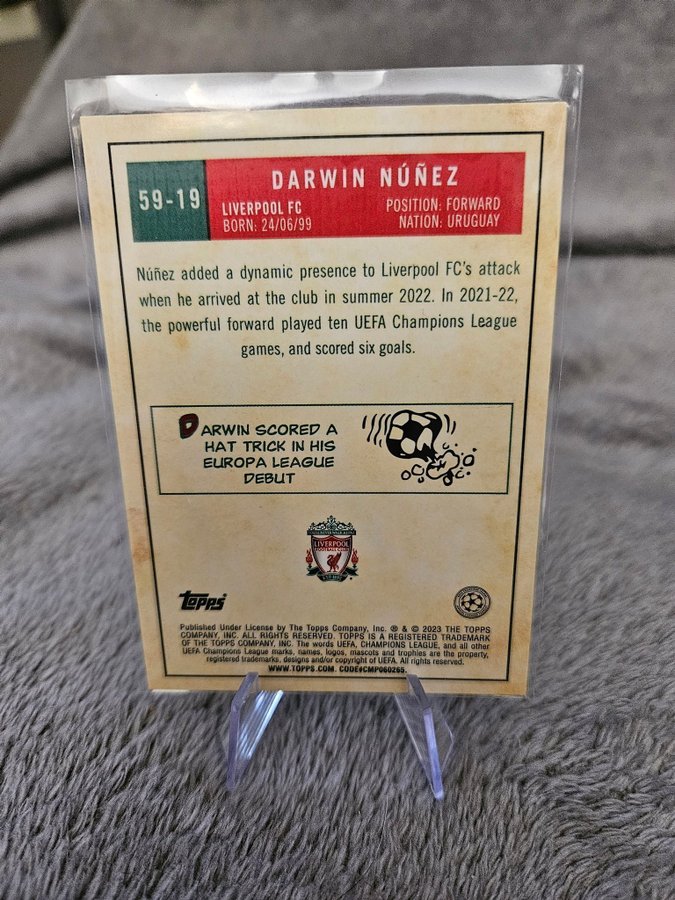 59-19
DARWIN NÚÑEZ
LIVERPOOL FC
POSITION: FORWARD
BORN: 24/06/99
NATION: URUGUAY
Núñez added a dynamic presence to Liverpool FC's attack
when he arrived at the club in summer 2022. In 2021-22,
the powerful forward played ten UEFA Champions League
games, and scored six goals.
DARWIN SCORED A
HAT TRICK IN HIS
EUROPA LEAGUE
DEBUT
LIVERPOOL
FOOTBALL CLUB
Topps
Published Under License by The Topps Company, Inc. ® & © 2023 THE TOPPS
COMPANY, INC. ALL RIGHTS RESERVED. TOPPS IS A REGISTERED TRADEMARK
OF THE TOPPS COMPANY, INC. The words UEFA, CHAMPIONS LEAGUE, and all other
UEFA Champions League marks, names, logos, mascots and trophies are the property,
registered trademarks, designs and/or copyright of UEFA. All rights reserved.
WWW.TOPPS.COM. CODE#CMP060265.